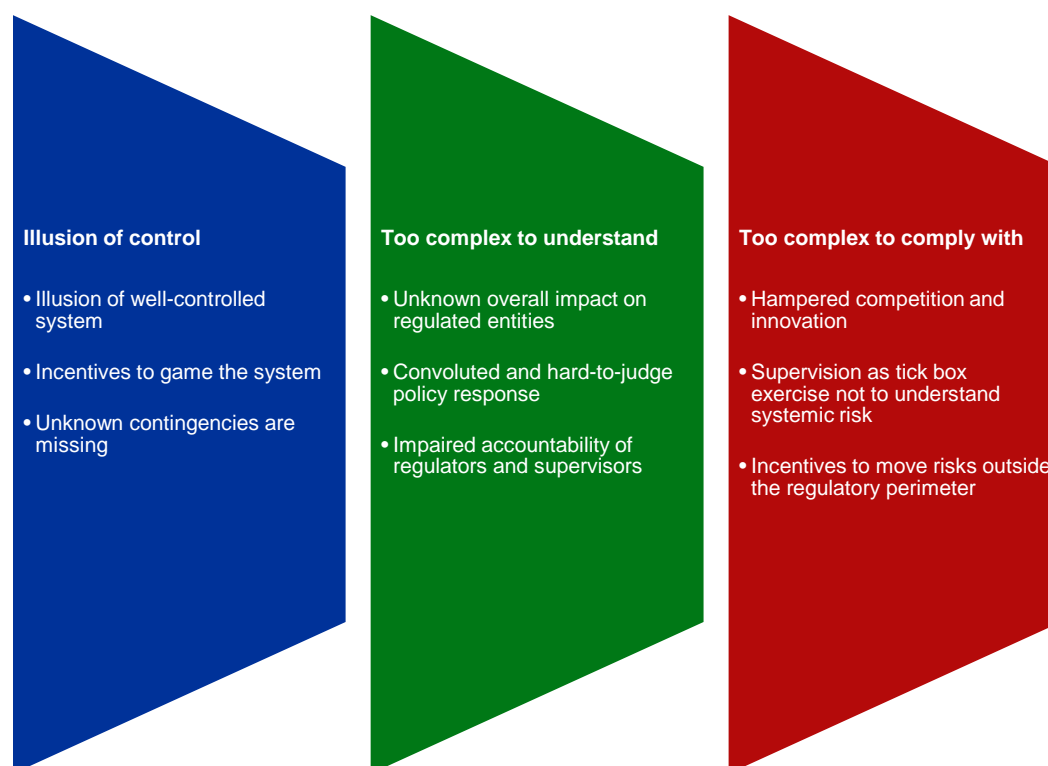 Illusion of control
• Illusion of well-controlled
system
• Incentives to game the system
• Unknown contingencies are
missing
Too complex to understand
• Unknown overall impact on
regulated entities
• Convoluted and hard-to-judge
policy response
• Impaired accountability of
regulators and supervisors
Too complex to comply with
• Hampered competition and
innovation
• Supervision as tick box
exercise not to understand
systemic risk
• Incentives to move risks outside
the regulatory perimeter